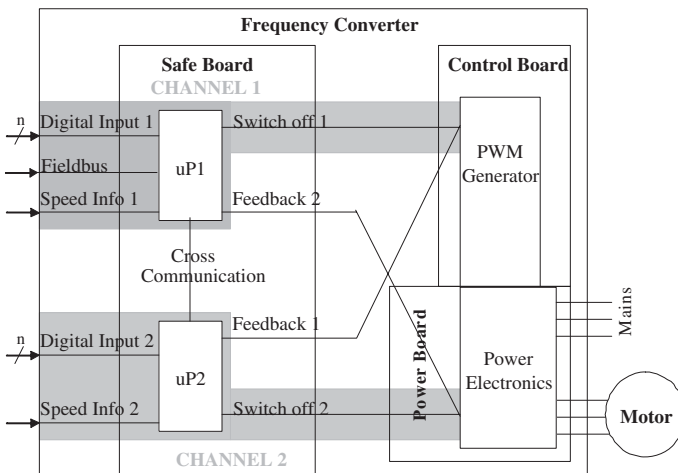 Frequency Converter
Safe Board
Control Board
CHANNEL 1
n
Digital Input 1
Switch off 1
Fieldbus
uP1
PWM
Generator
Speed Info 1
Feedback 2
Cross
Communication
n
Digital Input 2
Feedback 1
uP2
Power Board
Power
Electronics
Mains
Speed Info 2
Switch off 2
Motor
CHANNEL 2